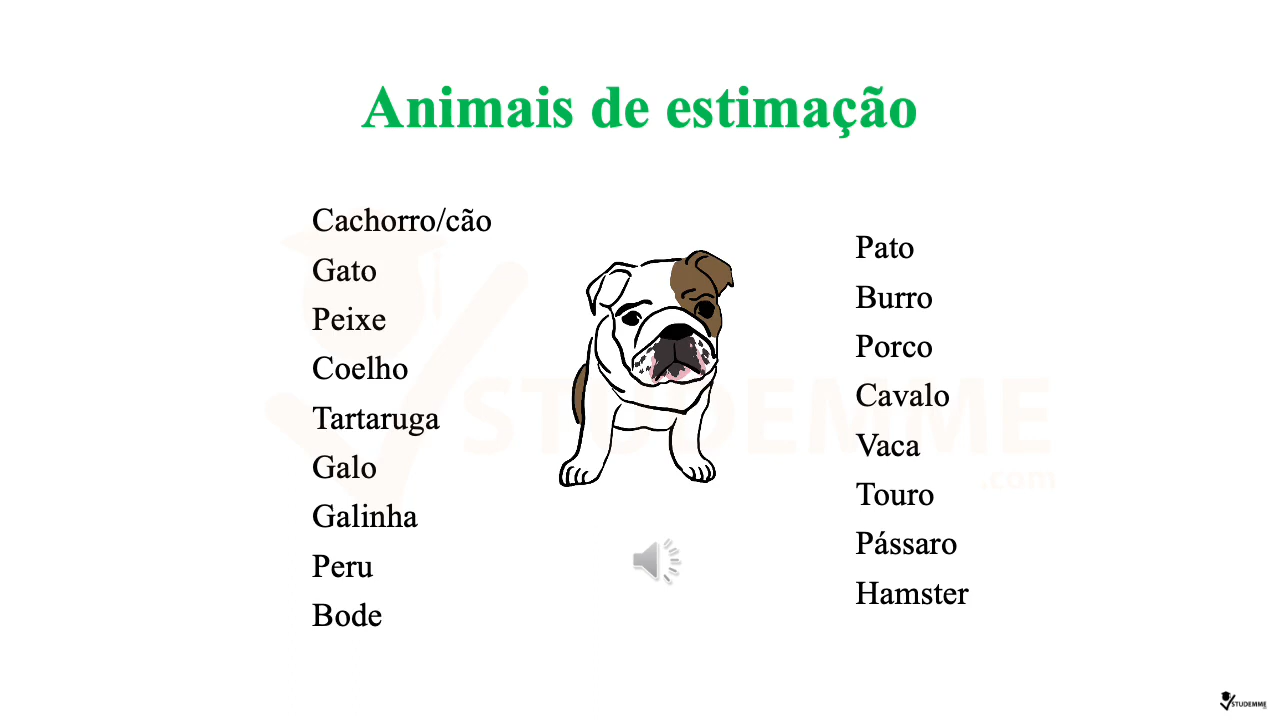 Animais de estimação
Cachorro/cão
Gato
Peixe
Coelho
Tartaruga
Galo
Galinha
Peru
Bode
Pato
Burro
Porco
Cavalo
Vaca
Touro
Pássaro
Hamster
STUDEMME
.com
STUDEMME